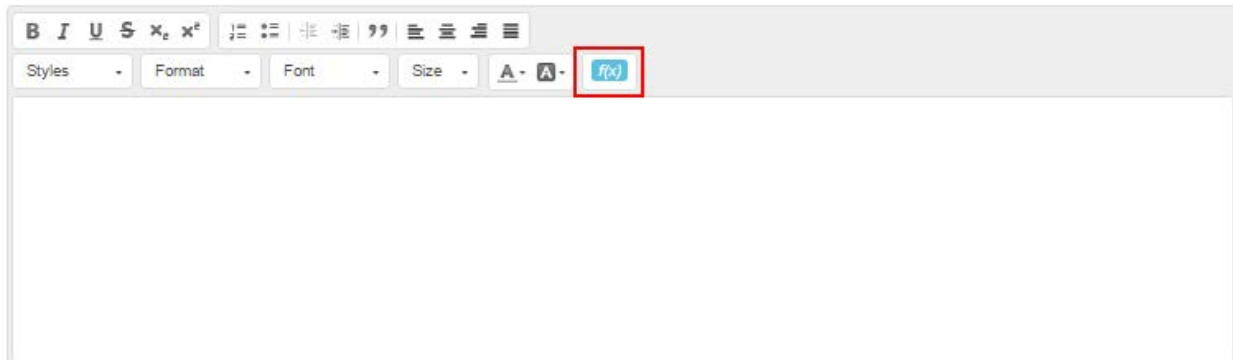 B I U S x₂ x²
Styles Format Font Size A A f(x)